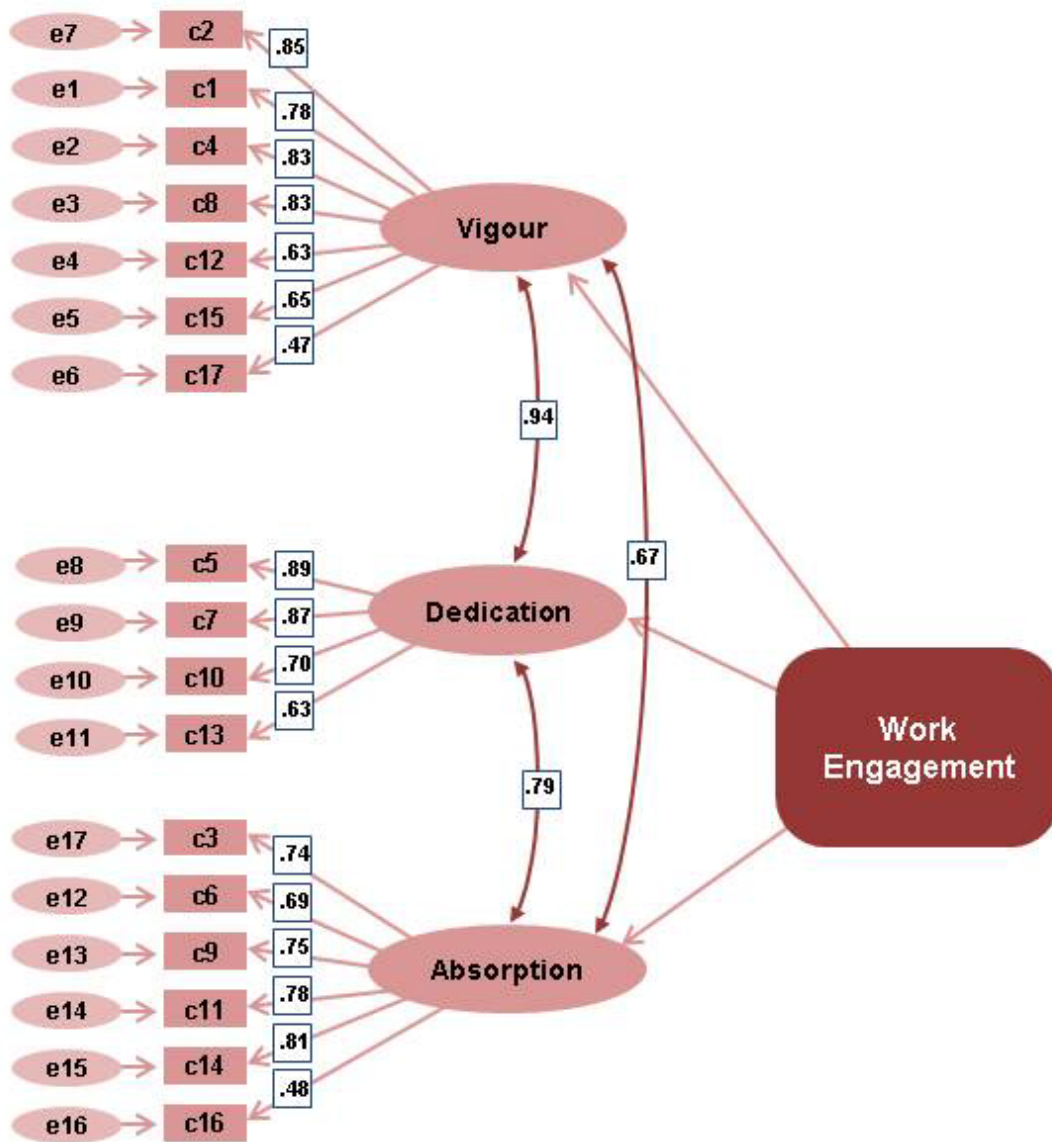 e7 c2 .85
e1 c1 .78
e2 c4 .83
e3 c8 .83
e4 c12 .63
e5 c15 .65
e6 c17 .47
Vigour
.94
.67
e8 c5 .89
e9 c7 .87
e10 c10 .70
e11 c13 .63
Dedication
Work
Engagement
.79
e17 c3 .74
e12 c6 .69
e13 c9 .75
e14 c11 .78
e15 c14 .81
e16 c16 .48
Absorption